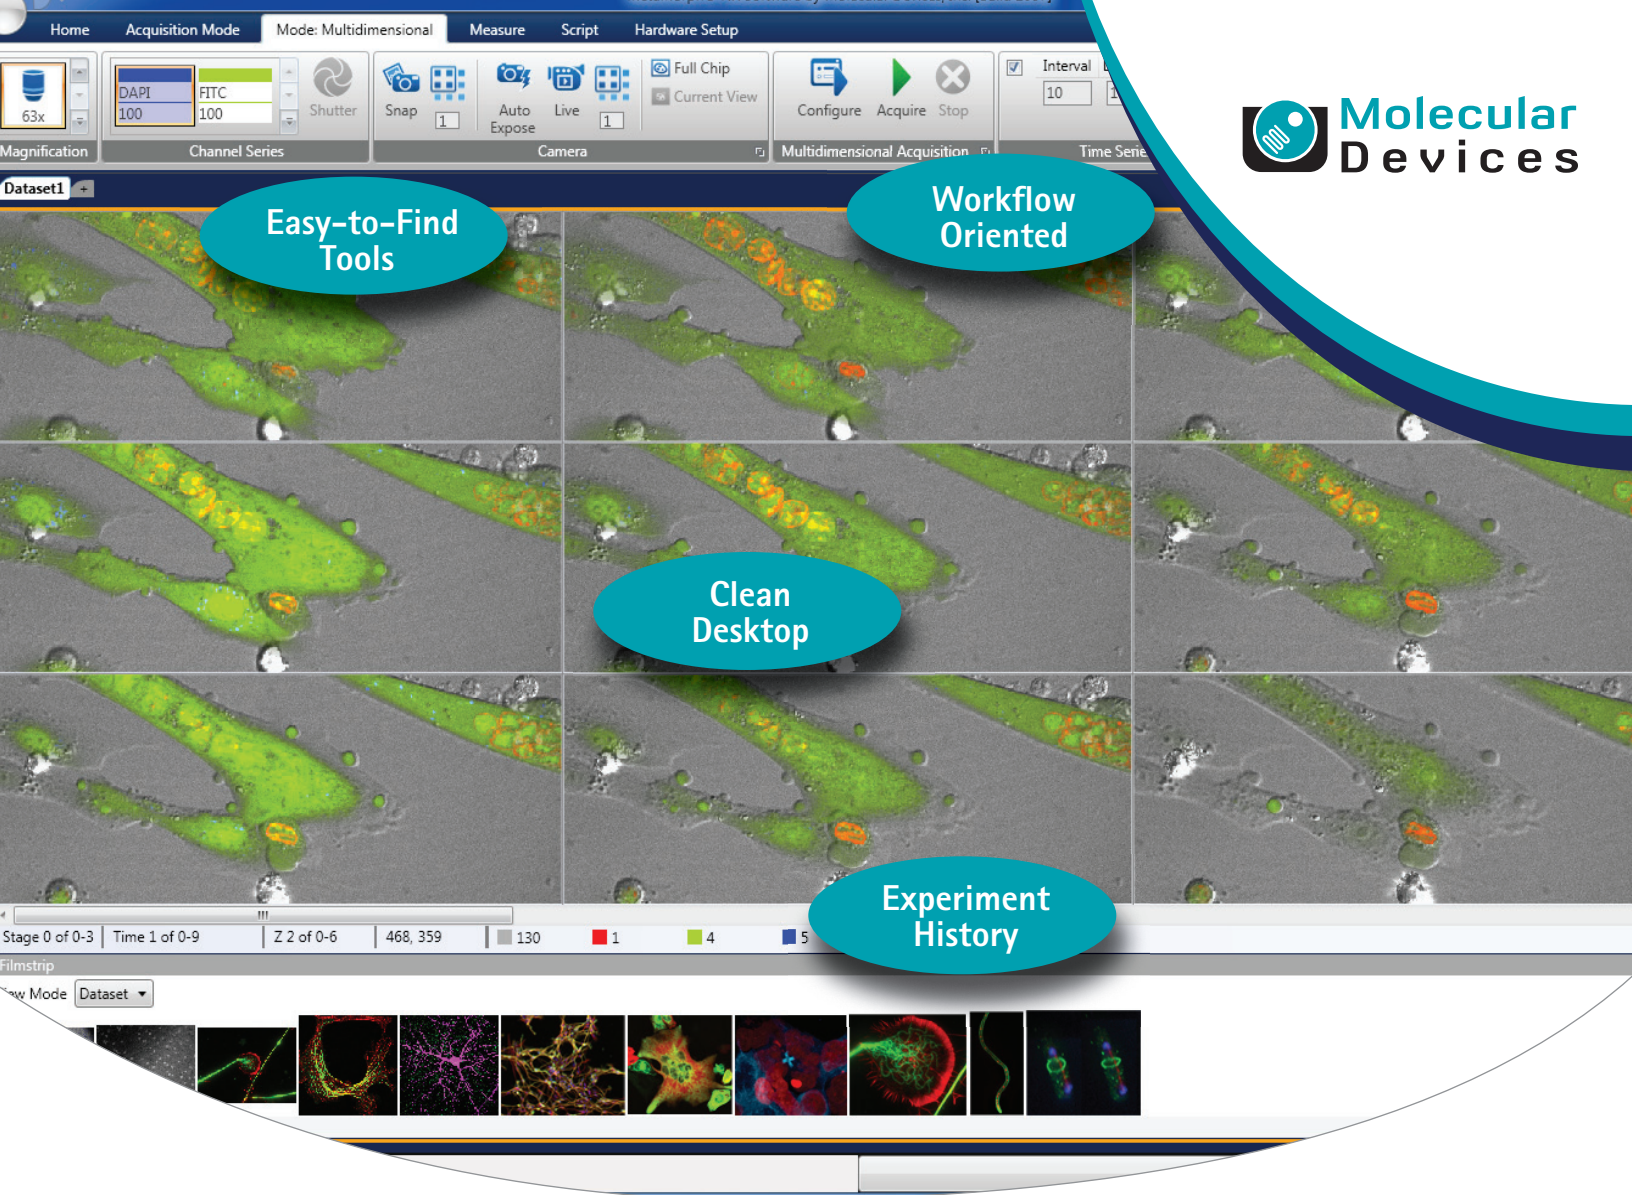 Home Acquisition Mode Mode: Multidimensional Measure Script Hardware Setup
63x
Magnification
DAPI FITC
100 100
Shutter
Channel Series
Snap
1
Auto
Expose
Live
1
Full Chip
Current View
Camera
Configure Acquire Stop
Multidimensional Acquisition
Interval
10
Time Serie
Dataset1 +
Molecular
Devices
Easy-to-Find
Tools
Workflow
Oriented
Clean
Desktop
Experiment
History
Stage 0 of 0-3 Time 1 of 0-9 Z 2 of 0-6 468, 359 130 1 4 5
Filmstrip
View Mode Dataset